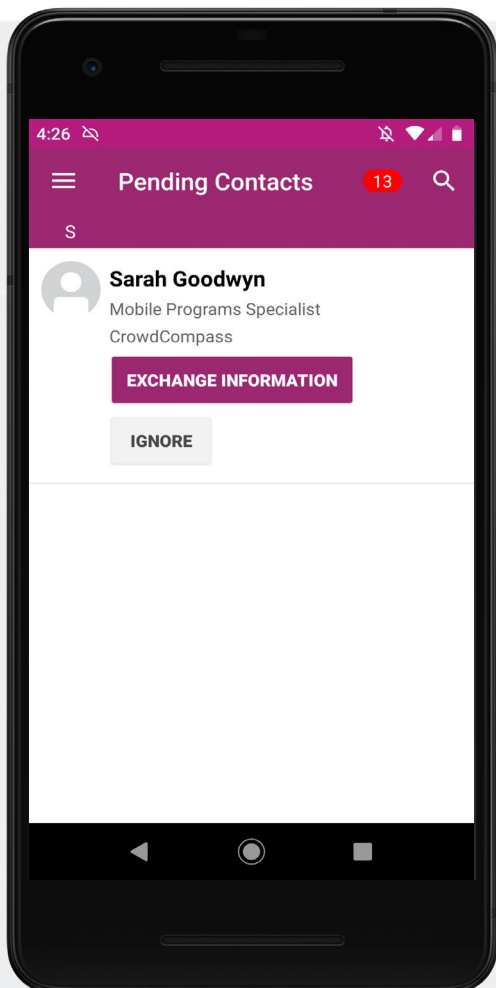 4:26
Pending Contacts 13
S
Sarah Goodwyn
Mobile Programs Specialist
CrowdCompass
EXCHANGE INFORMATION
IGNORE